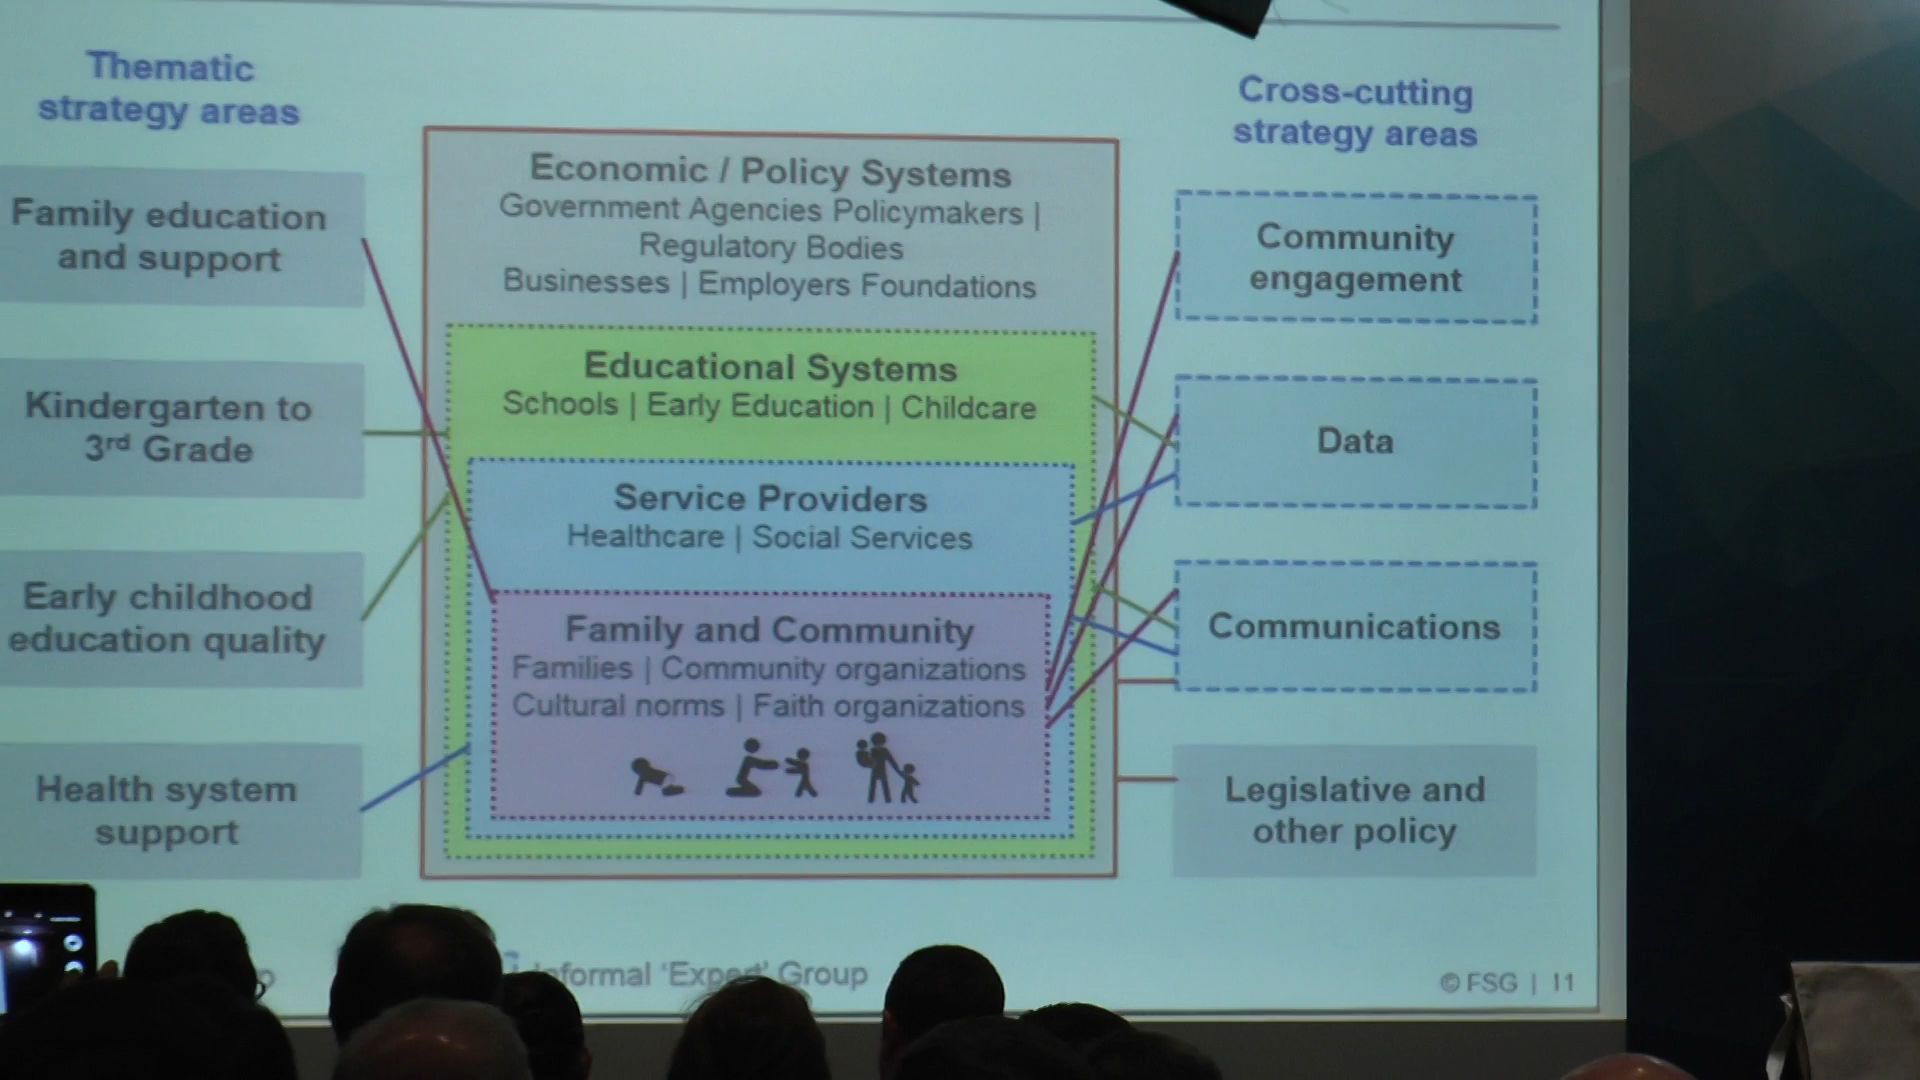 Thematic
strategy areas
Family education
and support
Kindergarten to
3rd Grade
Early childhood
education quality
Health system
support
Economic / Policy Systems
Government Agencies Policymakers |
Regulatory Bodies
Businesses | Employers Foundations
Educational Systems
Schools | Early Education | Childcare
Service Providers
Healthcare | Social Services
Family and Community
Families | Community organizations
Cultural norms | Faith organizations
Cross-cutting
strategy areas
Community
engagement
Data
Communications
Legislative and
other policy
Informal ‘Expert’ Group
© FSG | 11